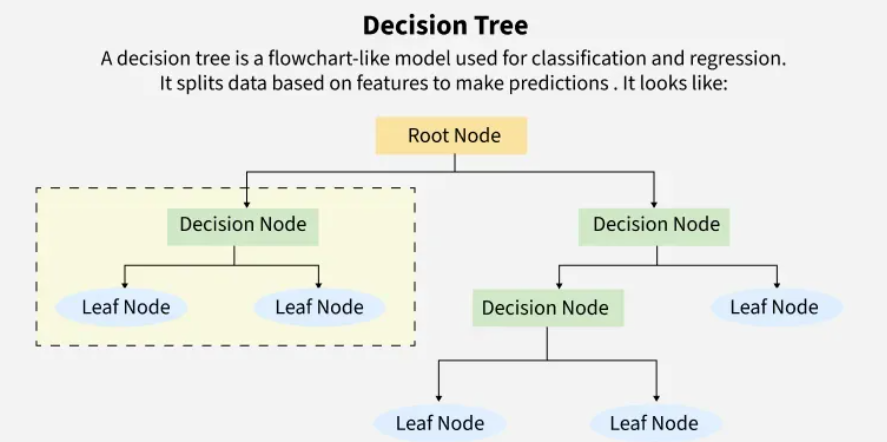 Decision Tree
A decision tree is a flowchart-like model used for classification and regression.
It splits data based on features to make predictions . It looks like:
Root Node
Decision Node
Decision Node
Leaf Node
Leaf Node
Decision Node
Leaf Node
Leaf Node
Leaf Node